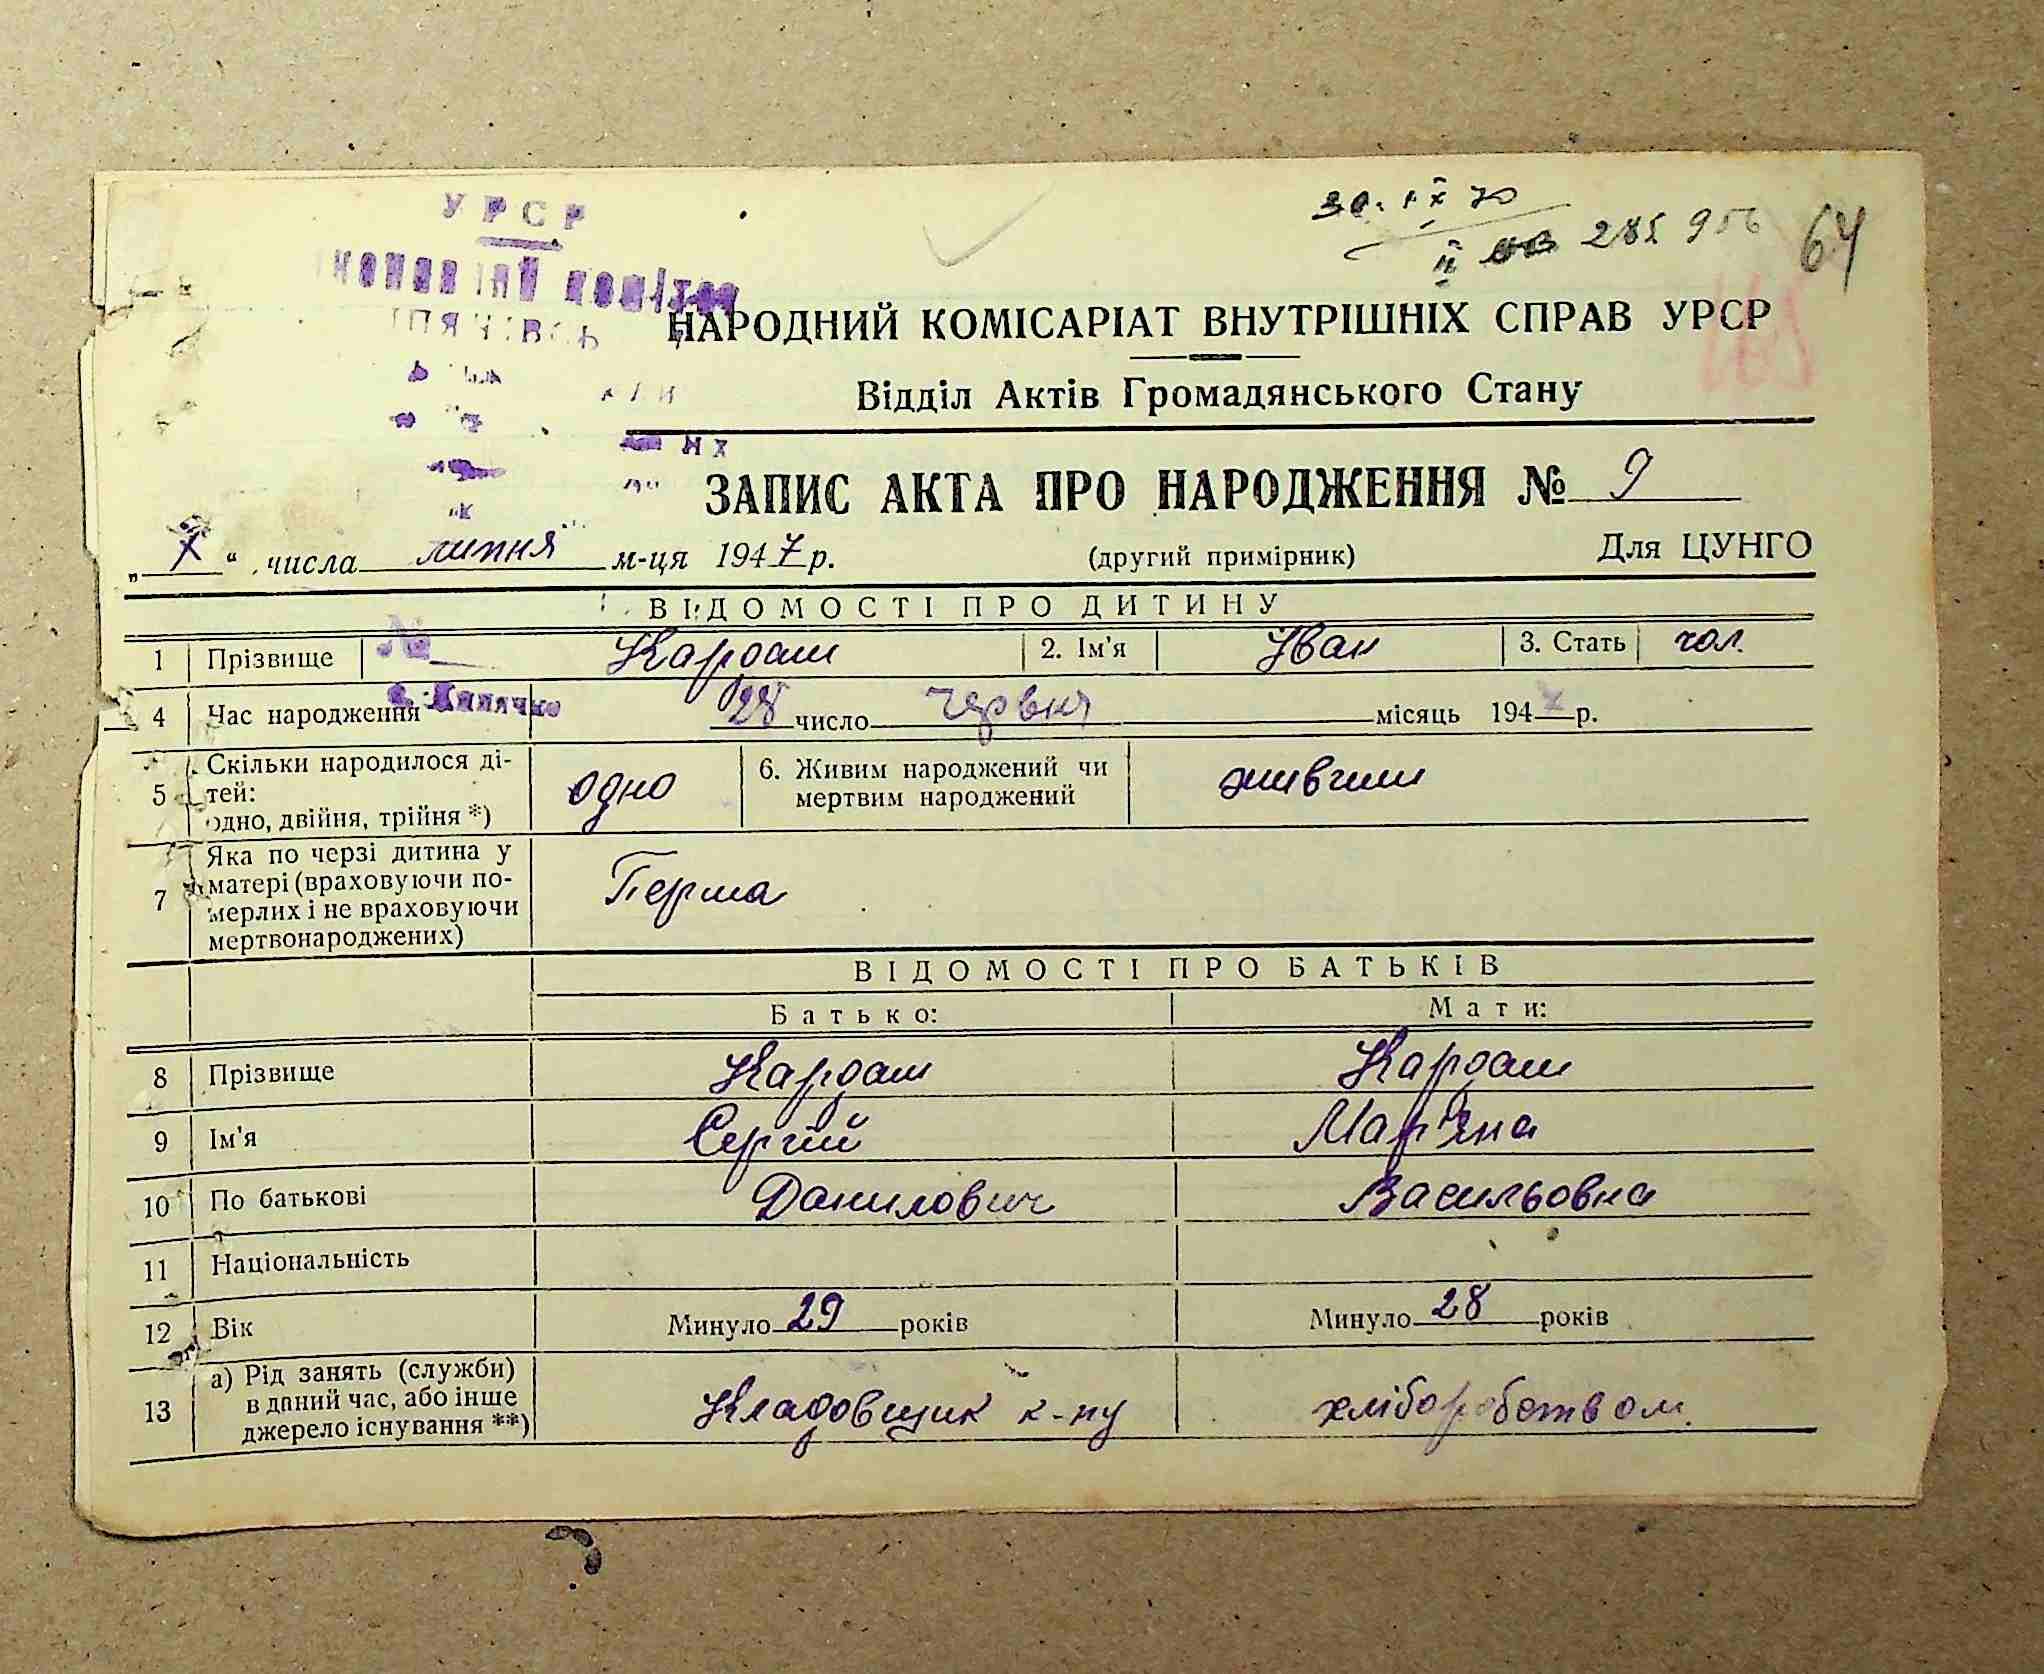 УРСР
30. IX 70
285 956
64
НАРОДНИЙ КОМІСАРІАТ ВНУТРІШНІХ СПРАВ УРСР
Відділ Актів Громадянського Стану
ЗАПИС АКТА ПРО НАРОДЖЕННЯ № 9
„7“ числа липня м-ця 1947 р. (другий примірник) Для ЦУНГО
ВІДОМОСТІ ПРО ДИТИНУ
1 Прізвище № Кардаш 2. Ім'я Іван 3. Стать чол.
4 Час народження 28 число червня місяць 1947 р.
5 Скільки народилося ді-
тей:
одно, двійня, трійня *) одно 6. Живим народжений чи
мертвим народжений живим
7 Яка по черзі дитина у
матері (враховуючи по-
мерлих і не враховуючи
мертвонароджених) Перша
ВІДОМОСТІ ПРО БАТЬКІВ
Батько: Мати:
8 Прізвище Кардаш Кардаш
9 Ім'я Сергій Мар'яна
10 По батькові Данилович Васильовна
11 Національність
12 Вік Минуло 29 років Минуло 28 років
13 а) Рід занять (служби)
в даний час, або інше
джерело існування **) Кладовщик к-пу хліборобством.